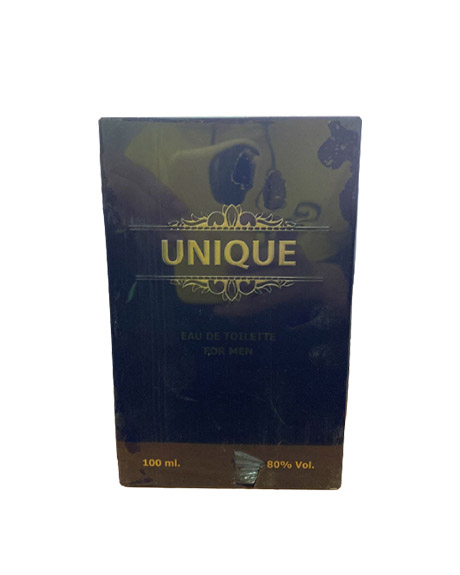 UNIQUE
EAU DE TOILETTE
FOR MEN
100 ml. 80% Vol.